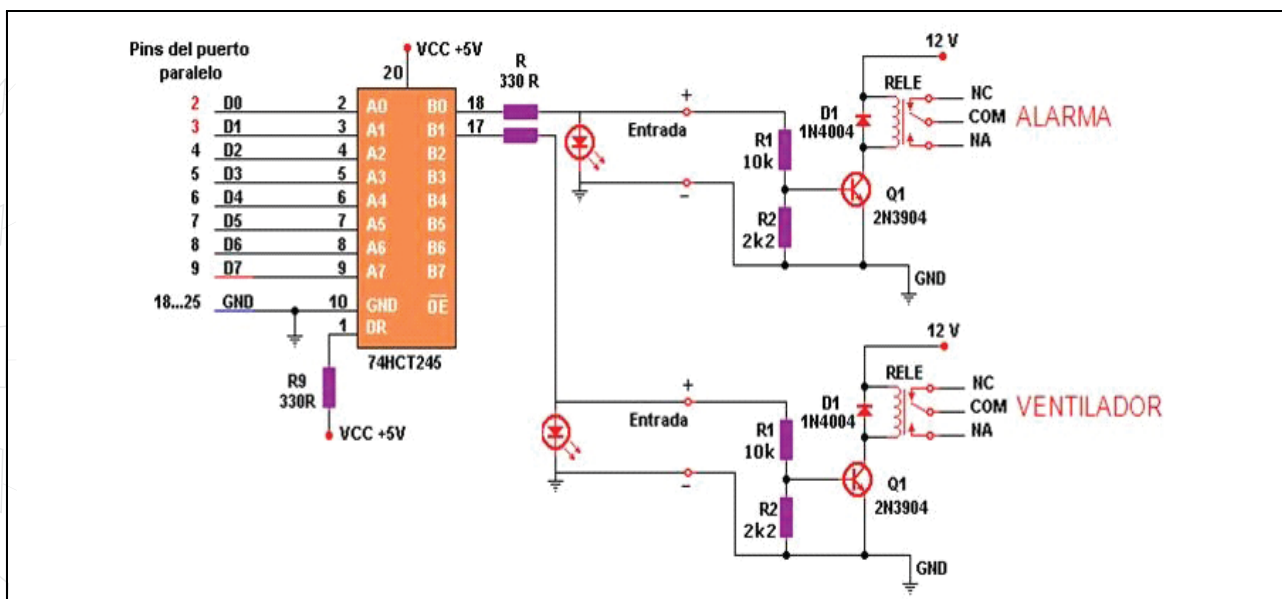 Pins del puerto
paralelo
VCC +5V
20
R
330 R
2 D0 2 A0 B0 18
3 D1 3 A1 B1 17
4 D2 4 A2 B2
5 D3 5 A3 B3
6 D4 6 A4 B4
7 D5 7 A5 B5
8 D6 8 A6 B6
9 D7 9 A7 B7
18...25 GND 10 GND OE
1 DR
74HCT245
R9
330R
VCC +5V
+
Entrada
-
R1
10k
R2
2k2
12 V
RELE
D1
1N4004
NC
COM
NA
ALARMA
Q1
2N3904
GND
+
Entrada
-
R1
10k
R2
2k2
12 V
RELE
D1
1N4004
NC
COM
NA
VENTILADOR
Q1
2N3904
GND